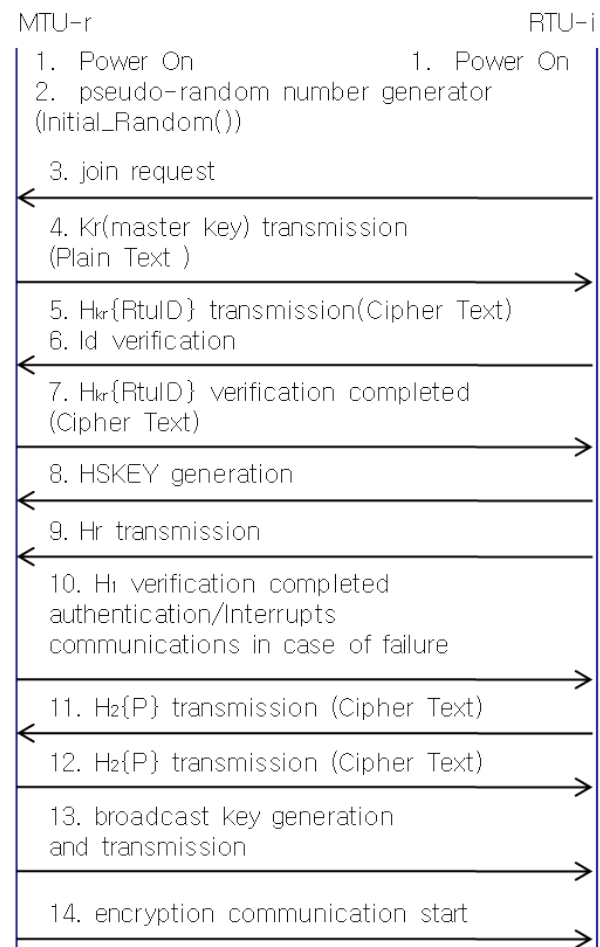 MTU-r RTU-i
1. Power On 1. Power On
2. pseudo-random number generator
(Initial_Random())
3. join request
4. Kr(master key) transmission
(Plain Text )
5. Hkr{RtuID} transmission(Cipher Text)
6. Id verification
7. Hkr{RtuID} verification completed
(Cipher Text)
8. HSKEY generation
9. Hr transmission
10. H1 verification completed
authentication/Interrupts
communications in case of failure
11. H2{P} transmission (Cipher Text)
12. H2{P} transmission (Cipher Text)
13. broadcast key generation
and transmission
14. encryption communication start